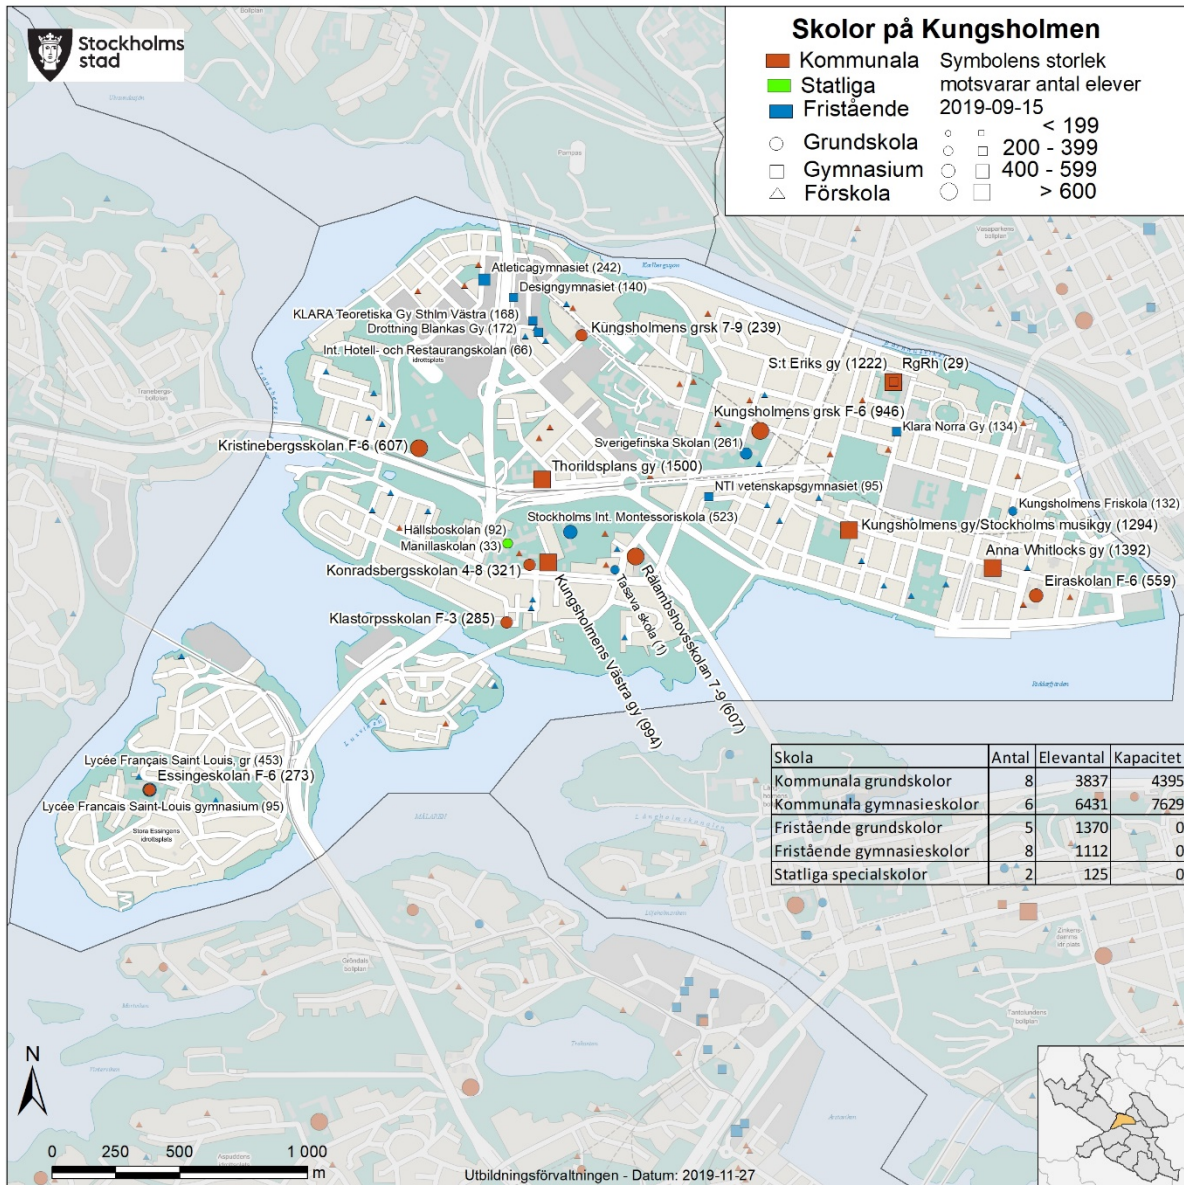 Stockholms
stad
Skolor på Kungsholmen
Kommunala
Statliga
Fristående
Grundskola
Gymnasium
Förskola
Symbolens storlek
motsvarar antal elever
2019-09-15
< 199
200 - 399
400 - 599
> 600
Atleticagymnasiet (242)
Designgymnasiet (140)
KLARA Teoretiska Gy Sthlm Västra (168)
Drottning Blankas Gy (172)
Int. Hotell- och Restaurangskolan (66)
idrottsplats
Kungsholmens grsk 7-9 (239)
S:t Eriks gy (1222)
RgRh (29)
Kungsholmens grsk F-6 (946)
Klara Norra Gy (134)
Kristinebergsskolan F-6 (607)
Sverigefinska Skolan (261)
Thorildsplans gy (1500)
NTI vetenskapsgymnasiet (95)
Kungsholmens Friskola (132)
Hällsboskolan (92)
Stockholms Int. Montessoriskola (523)
Kungsholmens gy/Stockholms musikgy (1294)
Manillaskolan (33)
Anna Whitlocks gy (1392)
Konradsbergsskolan 4-8 (321)
Eiraskolan F-6 (559)
Klastorpsskolan F-3 (285)
Kungsholmens Västra gy (994)
Tasava skola (1)
Rålambshovsskolan 7-9 (607)
Lycée Français Saint Louis, gr (453)
Essingeskolan F-6 (273)
Lycée Francais Saint-Louis gymnasium (95)
Stora Essingens
idrottsplats
Skola Antal Elevantal Kapacitet
Kommunala grundskolor 8 3837 4395
Kommunala gymnasieskolor 6 6431 7629
Fristående grundskolor 5 1370 0
Fristående gymnasieskolor 8 1112 0
Statliga specialskolor 2 125 0
N
0 250 500 1 000
m
Utbildningsförvaltningen - Datum: 2019-11-27